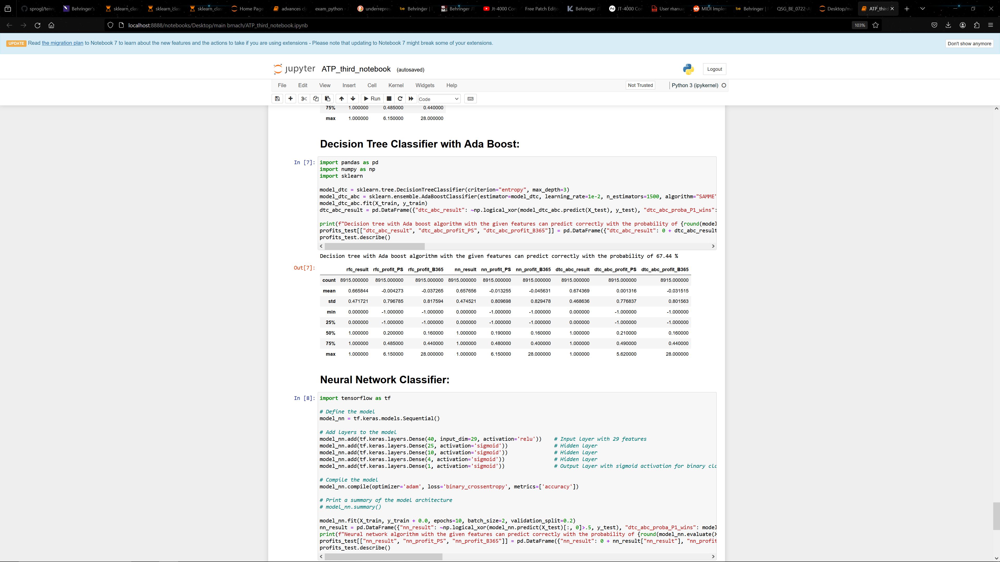 sprogl/tenni
Behringer's
sklearn_clas
sklearn_clas
sklearn_clas
Home Page
advances cl
exam_python -
underrepres
Behringer |
Behringer JT
Jt-4000 Con
Free Patch Edito
Behringer J
JT-4000 Co
User manua
MIDI Implen
Behringer |
QSG_BE_0722-A
Desktop/ma
ATP_third
localhost:8888/notebooks/Desktop/main brnach/ATP_third_notebook.ipynb
103%
UPDATE Read the migration plan to Notebook 7 to learn about the new features and the actions to take if you are using extensions - Please note that updating to Notebook 7 might break some of your extensions.
Don't show anymore
jupyter ATP_third_notebook (autosaved)
Logout
File Edit View Insert Cell Kernel Widgets Help
Not Trusted
Python 3 (ipykernel)
Run
Code
75% 1.000000 0.485000 0.440000
max 1.000000 6.150000 28.000000
Decision Tree Classifier with Ada Boost:
In [7]:
import pandas as pd
import numpy as np
import sklearn
model_dtc = sklearn.tree.DecisionTreeClassifier(criterion="entropy", max_depth=3)
model_dtc_abc = sklearn.ensemble.AdaBoostClassifier(estimator=model_dtc, learning_rate=1e-2, n_estimators=1500, algorithm="SAMME"
model_dtc_abc.fit(X_train, y_train)
dtc_abc_result = pd.DataFrame({"dtc_abc_result": ~np.logical_xor(model_dtc_abc.predict(X_test), y_test), "dtc_abc_proba_P1_wins":
print(f"Decision tree with Ada boost algorithm with the given features can predict correctly with the probability of {round(model
profits_test[["dtc_abc_result", "dtc_abc_profit_PS", "dtc_abc_profit_B365"]] = pd.DataFrame({"dtc_abc_result": 0 + dtc_abc_result
profits_test.describe()
Decision tree with Ada boost algorithm with the given features can predict correctly with the probability of 67.44 %
Out[7]:
rfc_result rfc_profit_PS rfc_profit_B365 nn_result nn_profit_PS nn_profit_B365 dtc_abc_result dtc_abc_profit_PS dtc_abc_profit_B365
count 8915.000000 8915.000000 8915.000000 8915.000000 8915.000000 8915.000000 8915.000000 8915.000000 8915.000000
mean 0.665844 -0.004273 -0.037265 0.657656 -0.013255 -0.045631 0.674369 0.001316 -0.031515
std 0.471721 0.796785 0.817594 0.474521 0.809698 0.829478 0.468636 0.776837 0.801563
min 0.000000 -1.000000 -1.000000 0.000000 -1.000000 -1.000000 0.000000 -1.000000 -1.000000
25% 0.000000 -1.000000 -1.000000 0.000000 -1.000000 -1.000000 0.000000 -1.000000 -1.000000
50% 1.000000 0.200000 0.160000 1.000000 0.190000 0.160000 1.000000 0.210000 0.160000
75% 1.000000 0.485000 0.440000 1.000000 0.480000 0.400000 1.000000 0.490000 0.440000
max 1.000000 6.150000 28.000000 1.000000 6.150000 28.000000 1.000000 5.620000 28.000000
Neural Network Classifier:
In [8]:
import tensorflow as tf
# Define the model
model_nn = tf.keras.models.Sequential()
# Add layers to the model
model_nn.add(tf.keras.layers.Dense(40, input_dim=29, activation='relu')) # Input layer with 29 features
model_nn.add(tf.keras.layers.Dense(25, activation='sigmoid')) # Hidden layer
model_nn.add(tf.keras.layers.Dense(10, activation='sigmoid')) # Hidden layer
model_nn.add(tf.keras.layers.Dense(4, activation='sigmoid')) # Hidden layer
model_nn.add(tf.keras.layers.Dense(1, activation='sigmoid')) # Output layer with sigmoid activation for binary cla
# Compile the model
model_nn.compile(optimizer='adam', loss='binary_crossentropy', metrics=['accuracy'])
# Print a summary of the model architecture
# model_nn.summary()
model_nn.fit(X_train, y_train + 0.0, epochs=10, batch_size=2, validation_split=0.2)
nn_result = pd.DataFrame({"nn_result": ~np.logical_xor(model_nn.predict(X_test)[:, 0]>.5, y_test), "dtc_abc_proba_P1_wins": model
print(f"Neural network algorithm with the given features can predict correctly with the probability of {round(model_nn.evaluate(X
profits_test[["nn_result", "nn_profit_PS", "nn_profit_B365"]] = pd.DataFrame({"nn_result": 0 + nn_result["nn_result"], "nn_profit
profits_test.describe()